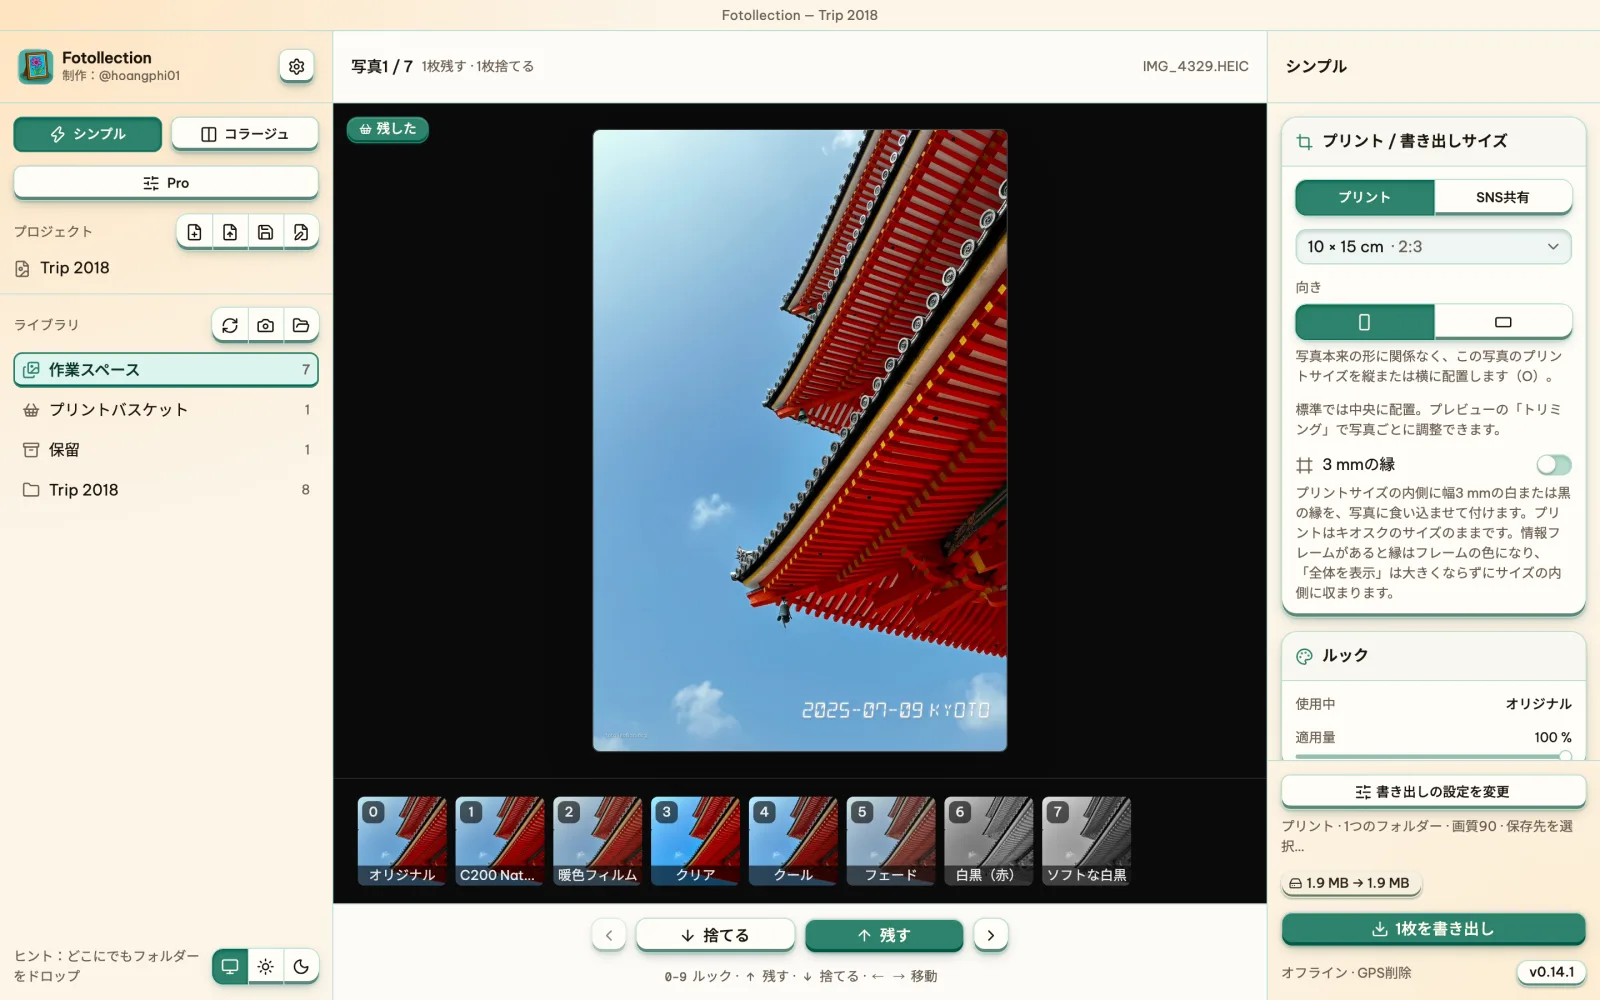 Fotollection — Trip 2018
Fotollection
制作：@hoangphi01
シンプル
コラージュ
Pro
プロジェクト
Trip 2018
ライブラリ
作業スペース 7
プリントバスケット 1
保留 1
Trip 2018 8
ヒント：どこにでもフォルダー
をドロップ
写真1 / 7 1枚残す · 1枚捨てる
IMG_4329.HEIC
残した
2025-07-09 KYOTO
0
オリジナル
1
C200 Nat...
2
暖色フィルム
3
クリア
4
クール
5
フェード
6
白黒（赤）
7
ソフトな白黒
↓ 捨てる
↑ 残す
0-9 ルック · ↑ 残す · ↓ 捨てる · ← → 移動
シンプル
プリント / 書き出しサイズ
プリント
SNS共有
10 × 15 cm · 2:3
向き
写真本来の形に関係なく、この写真のプリン
トサイズを縦または横に配置します（O）。
標準では中央に配置。プレビューの「トリミ
ング」で写真ごとに調整できます。
3 mmの縁
プリントサイズの内側に幅3 mmの白または黒
の縁を、写真に食い込ませて付けます。プリ
ントはキオスクのサイズのままです。情報フ
レームがあると縁はフレームの色になり、
「全体を表示」は大きくならずにサイズの内
側に収まります。
ルック
使用中 オリジナル
適用量 100 %
書き出しの設定を変更
プリント · 1つのフォルダー · 画質90 · 保存先を選
択...
1.9 MB → 1.9 MB
1枚を書き出し
オフライン · GPS削除
v0.14.1